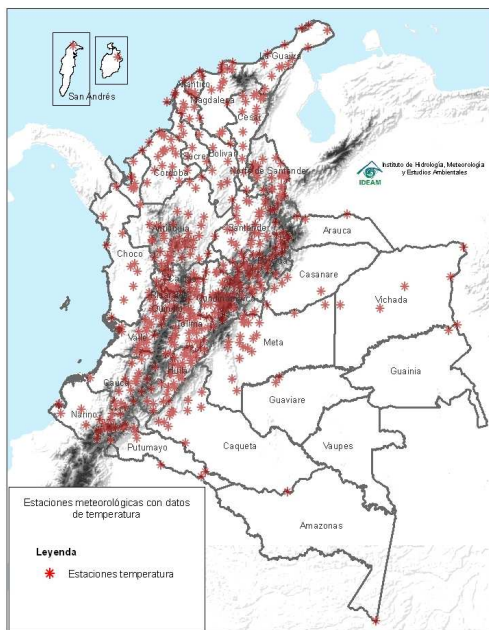 San Andrés
La Guajira
Atlántico
Magdalena
Cesar
Sucre
Bolívar
Córdoba
Norte de Santander
Instituto de Hidrología, Meteorología
y Estudios Ambientales
IDEAM
Antioquia
Santander
Arauca
Choco
Casanare
Vichada
Tolima
Valle
Meta
Huila
Guainia
Cauca
Guaviare
Nariño
Putumayo
Caqueta
Vaupes
Amazonas
Estaciones meteorológicas con datos
de temperatura
Leyenda
Estaciones temperatura